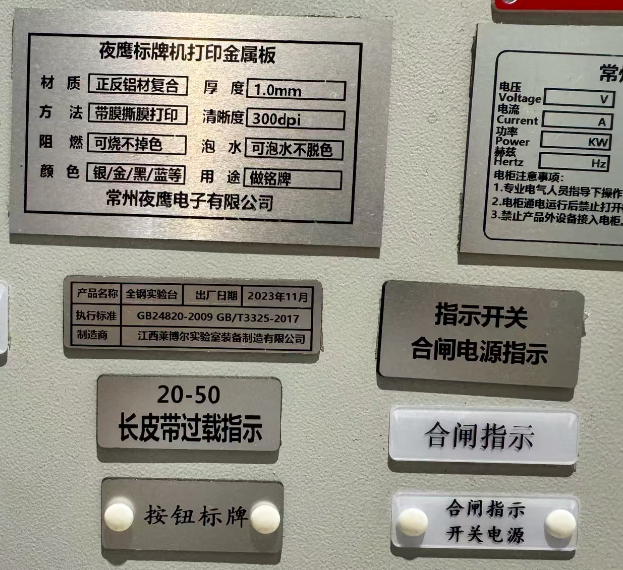 夜鹰标牌机打印金属板
材 质 正反铝材复合 厚 度 1.0mm
方 法 带膜撕膜打印 清晰度 300dpi
阻 燃 可烧不掉色 泡 水 可泡水不脱色
颜 色 银/金/黑/蓝等 用 途 做铭牌
常州夜鹰电子有限公司
常
电压
Voltage V
电流
Current A
功率
Power KW
赫兹
Hertz Hz
电柜注意事项:
1.专业电气人员指导下操作
2.电柜通电运行后禁止打开
3.禁止产品外设备接入电柜
产品名称 全钢实验台 出厂日期 2023年11月
执行标准 GB24820-2009 GB/T3325-2017
制造商 江西莱博尔实验室装备制造有限公司
指示开关
合闸电源指示
20-50
长皮带过载指示
合闸指示
按钮标牌
合闸指示
开关电源